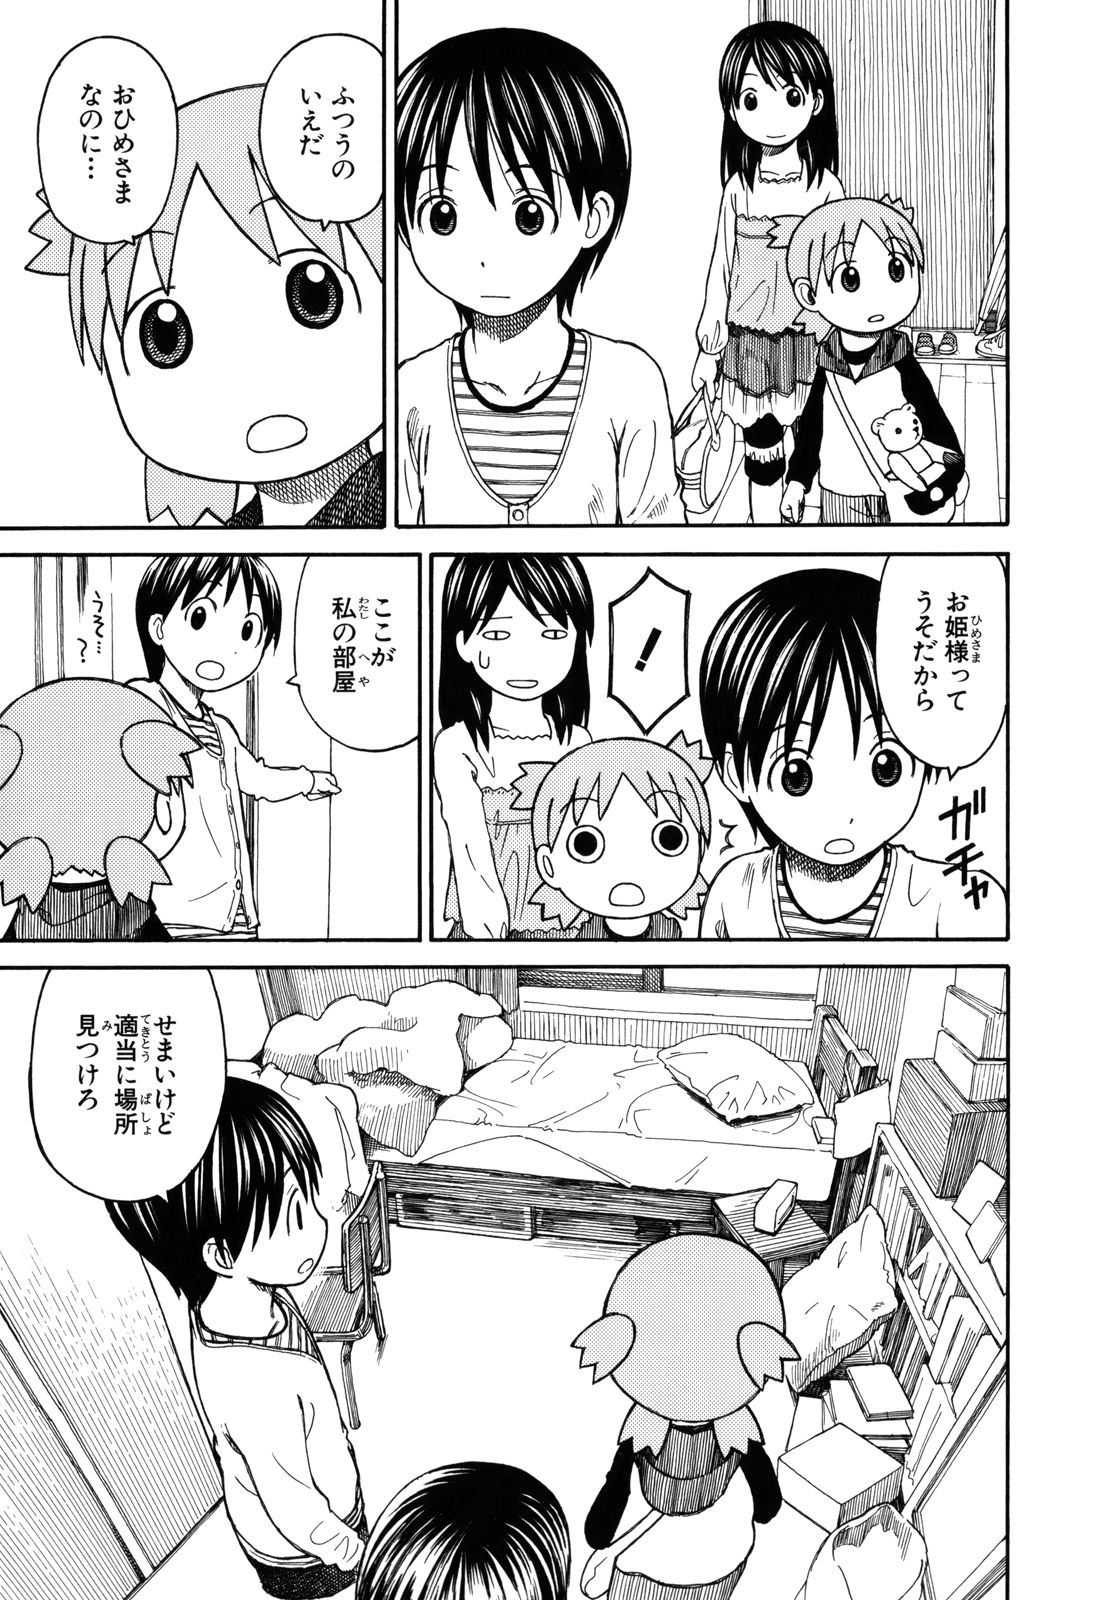 ふつうの
いえだ
おひめさま
なのに…
お姫様って
うそだから
！
ガチャ
ここが
私の部屋
うそ…
？
せまいけど
適当に場所
見つけろ